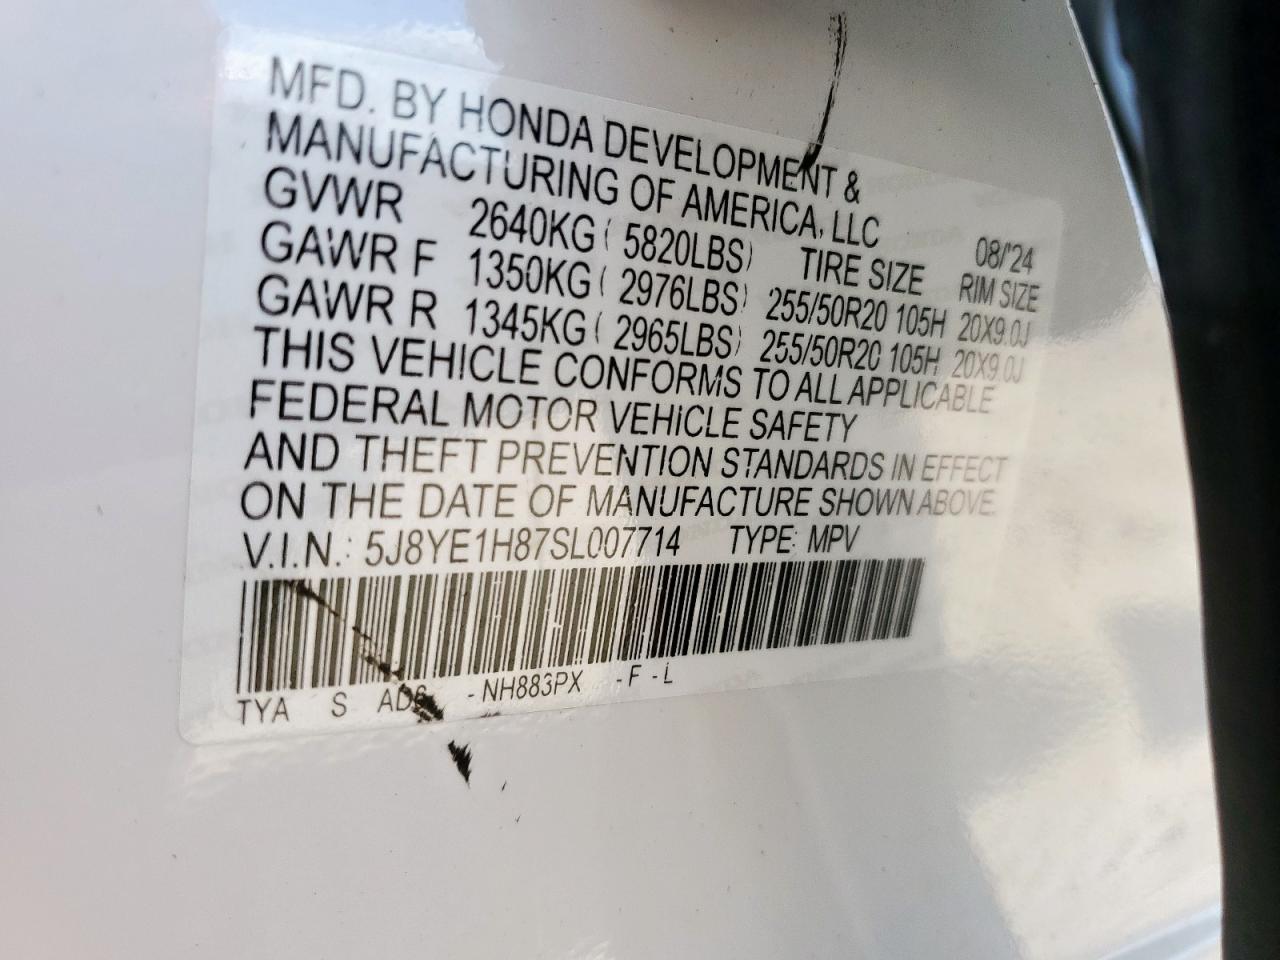 MFD. BY HONDA DEVELOPMENT &
MANUFACTURING OF AMERICA, LLC 08/'24
GVWR 2640KG ( 5820LBS) TIRE SIZE RIM SIZE
GAWR F 1350KG ( 2976LBS) 255/50R20 105H 20X9.0J
GAWR R 1345KG ( 2965LBS) 255/50R20 105H 20X9.0J
THIS VEHICLE CONFORMS TO ALL APPLICABLE
FEDERAL MOTOR VEHICLE SAFETY
AND THEFT PREVENTION STANDARDS IN EFFECT
ON THE DATE OF MANUFACTURE SHOWN ABOVE.
V.I.N.: 5J8YE1H87SL007714 TYPE: MPV
TYA S -NH883PX -F -L